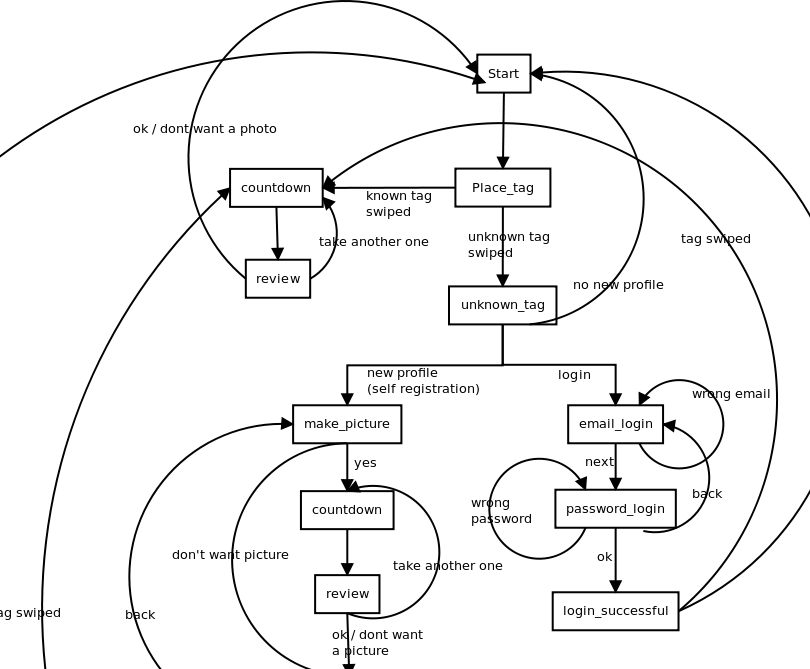 Start
ok / dont want a photo
countdown
Place_tag
known tag
swiped
take another one
unknown tag
swiped
tag swiped
review
no new profile
unknown_tag
new profile
(self registration)
login
wrong email
make_picture
email_login
yes
next
back
countdown
wrong
password
password_login
don't want picture
take another one
ok
review
login_successful
ag swiped
back
ok / dont want
a picture